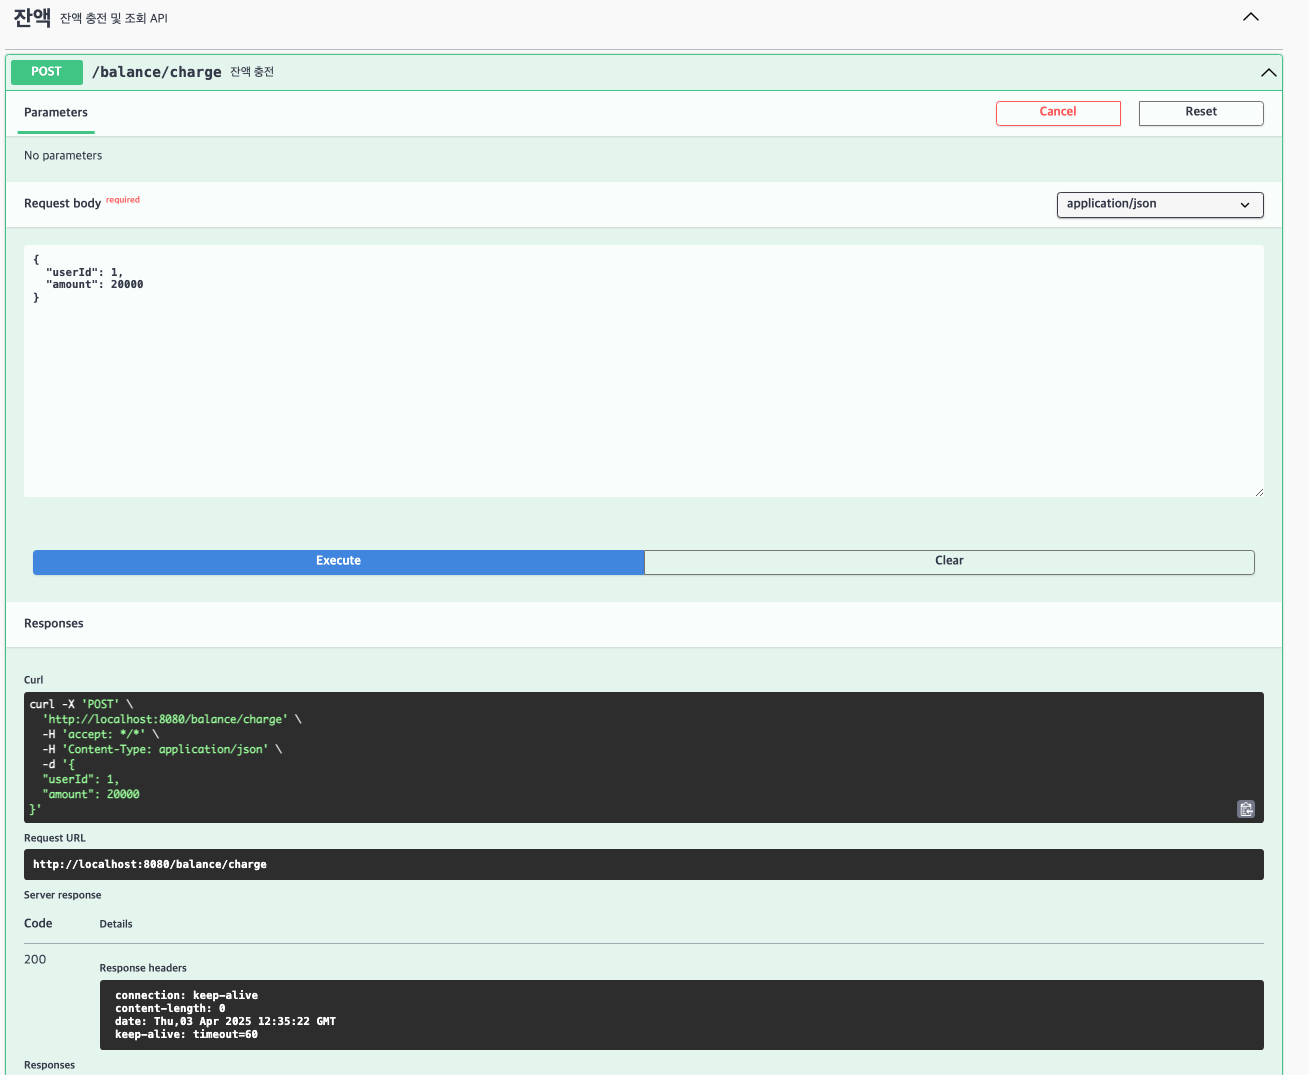 잔액 잔액 충전 및 조회 API
POST /balance/charge 잔액 충전
Parameters
Cancel
Reset
No parameters
Request body required
application/json
{
  "userId": 1,
  "amount": 20000
}
Execute
Clear
Responses
Curl
curl -X 'POST' \
  'http://localhost:8080/balance/charge' \
  -H 'accept: */*' \
  -H 'Content-Type: application/json' \
  -d '{
  "userId": 1,
  "amount": 20000
}'
Request URL
http://localhost:8080/balance/charge
Server response
Code Details
200
Response headers
connection: keep-alive
content-length: 0
date: Thu,03 Apr 2025 12:35:22 GMT
keep-alive: timeout=60
Responses